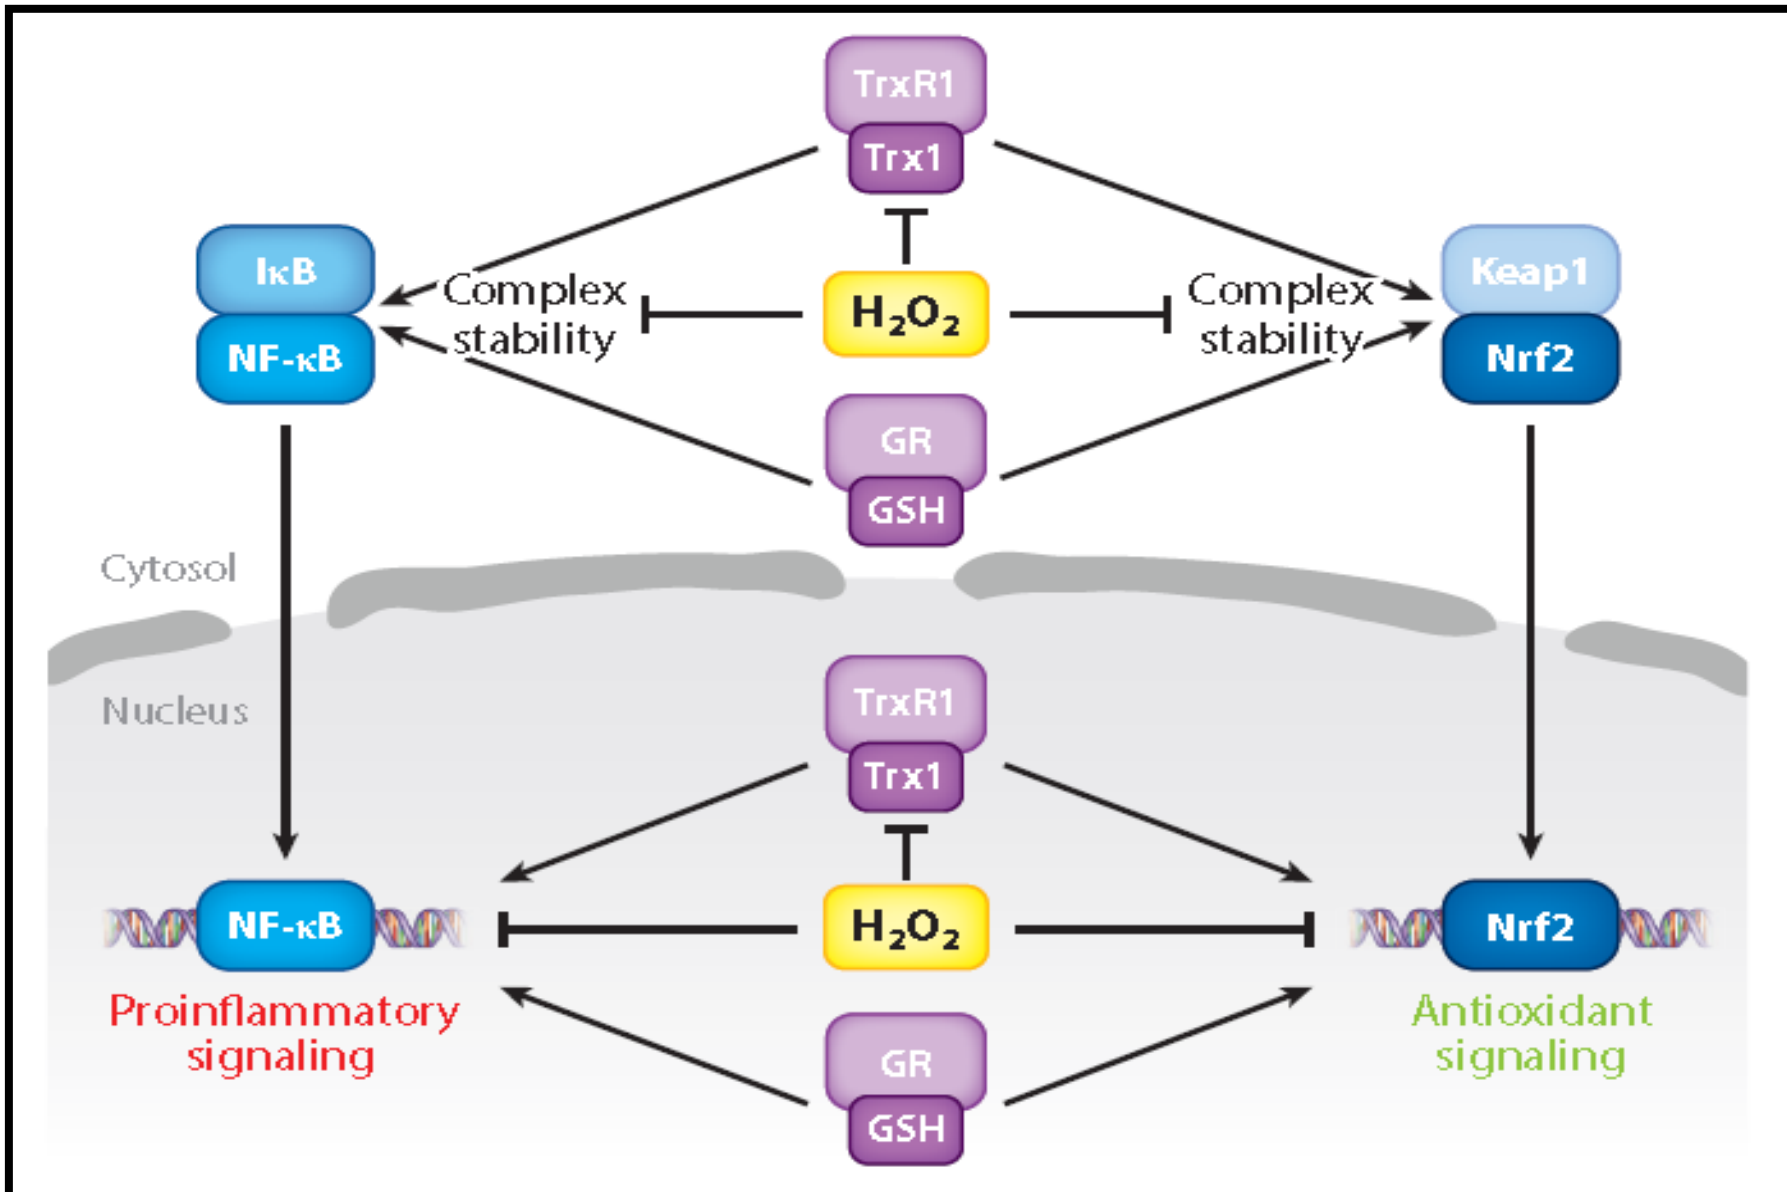 TrxR1
Trx1
IκB
NF-κB
Complex
stability
H₂O₂
Complex
stability
Keap1
Nrf2
GR
GSH
Cytosol
Nucleus
TrxR1
Trx1
NF-κB
H₂O₂
Nrf2
Proinflammatory
signaling
Antioxidant
signaling
GR
GSH